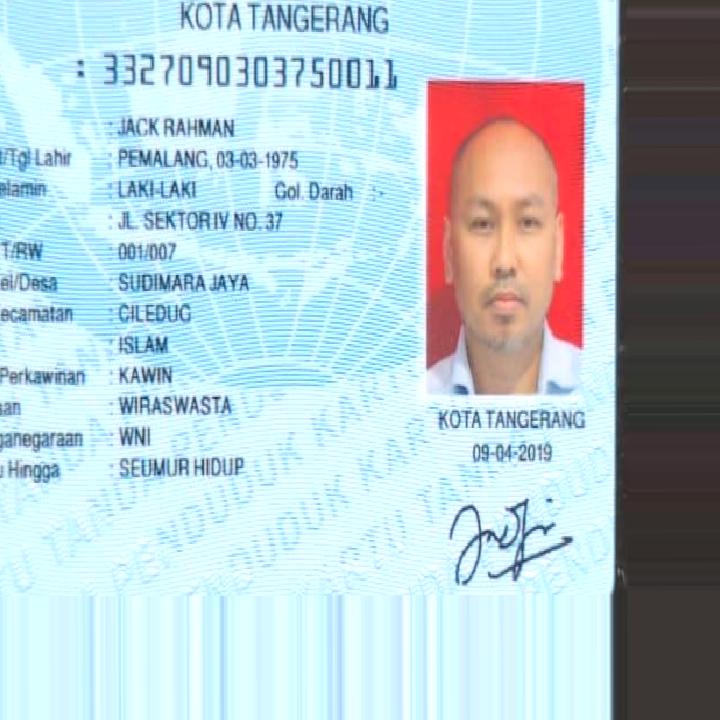 KOTA TANGERANG
: 3327090303750011
: JACK RAHMAN
t/Tgl Lahir : PEMALANG, 03-03-1975
elamin : LAKI-LAKI Gol. Darah : -
: JL. SEKTOR IV NO. 37
T/RW : 001/007
el/Desa : SUDIMARA JAYA
ecamatan : CILEDUG
: ISLAM
Perkawinan : KAWIN
aan : WIRASWASTA
ganegaraan : WNI
u Hingga : SEUMUR HIDUP
KOTA TANGERANG
09-04-2019